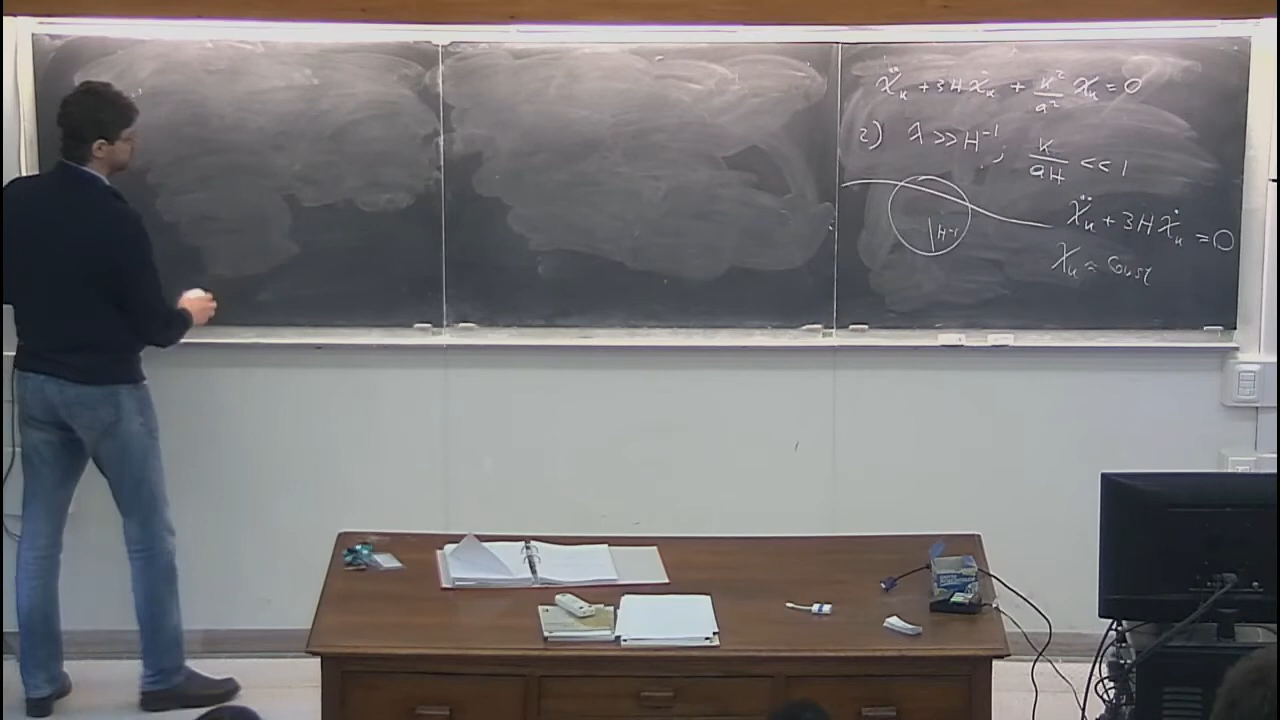 ẍ_k + 3Hẋ_k + k²/a² x_k = 0
2) λ >> H⁻¹ ; k/aH << 1
H⁻¹
ẍ_k + 3Hẋ_k = 0
x_k ≈ const